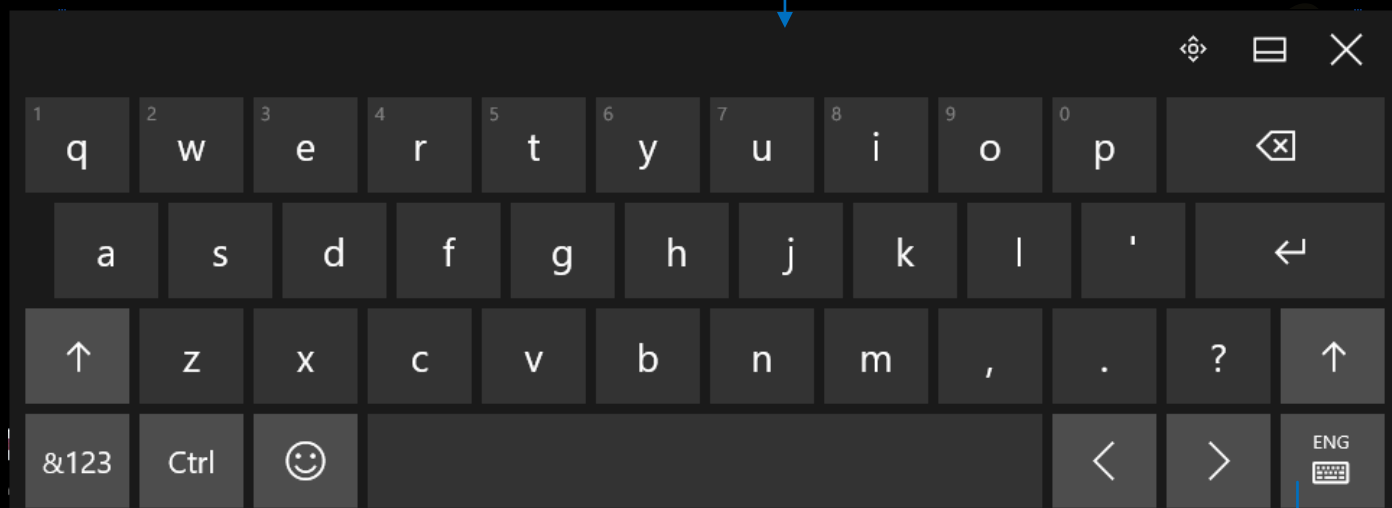 1 2 3 4 5 6 7 8 9 0
q w e r t y u i o p
a s d f g h j k l '
z x c v b n m , . ?
&123 Ctrl < > ENG